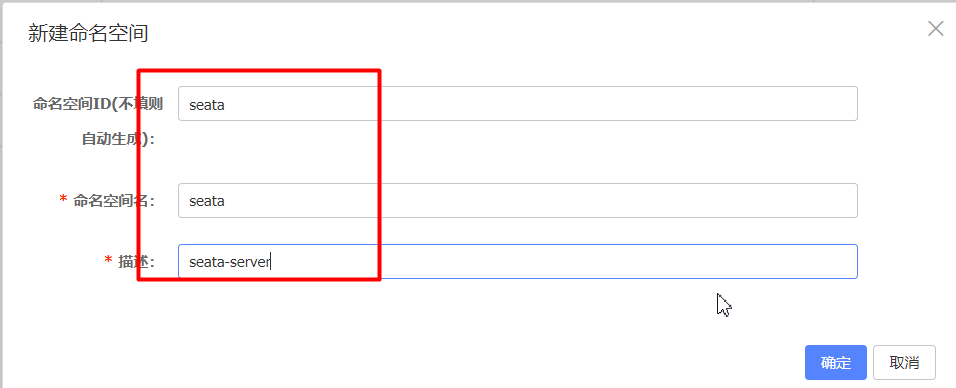 新建命名空间
命名空间ID(不填则
自动生成):
seata
* 命名空间名:
seata
* 描述:
seata-server
确定
取消